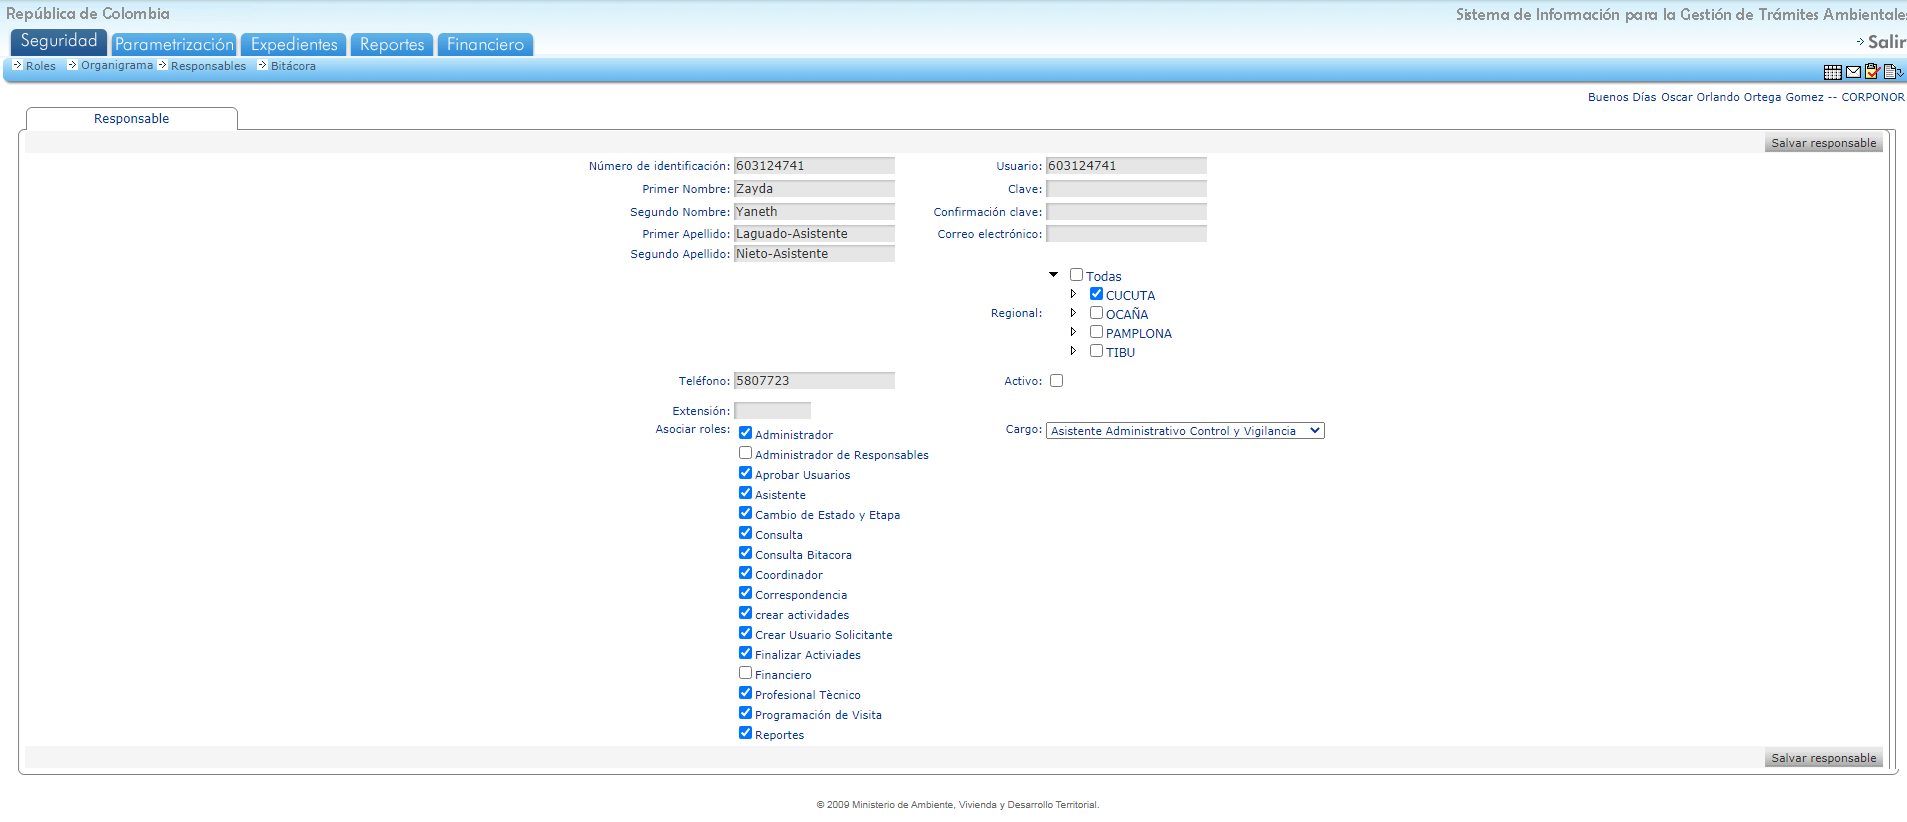 República de Colombia
Sistema de Información para la Gestión de Trámites Ambientales
Seguridad Parametrización Expedientes Reportes Financiero
Salir
Roles Organigrama Responsables Bitácora
Buenos Días Oscar Orlando Ortega Gomez -- CORPONOR
Responsable
Salvar responsable
Número de identificación: 603124741 Usuario: 603124741
Primer Nombre: Zayda Clave:
Segundo Nombre: Yaneth Confirmación clave:
Primer Apellido: Laguado-Asistente Correo electrónico:
Segundo Apellido: Nieto-Asistente
Todas
CUCUTA
Regional: OCAÑA
PAMPLONA
TIBU
Teléfono: 5807723 Activo:
Extensión:
Asociar roles: Administrador Cargo: Asistente Administrativo Control y Vigilancia
Administrador de Responsables
Aprobar Usuarios
Asistente
Cambio de Estado y Etapa
Consulta
Consulta Bitacora
Coordinador
Correspondencia
crear actividades
Crear Usuario Solicitante
Finalizar Activiades
Financiero
Profesional Tècnico
Programación de Visita
Reportes
Salvar responsable
© 2009 Ministerio de Ambiente, Vivienda y Desarrollo Territorial.